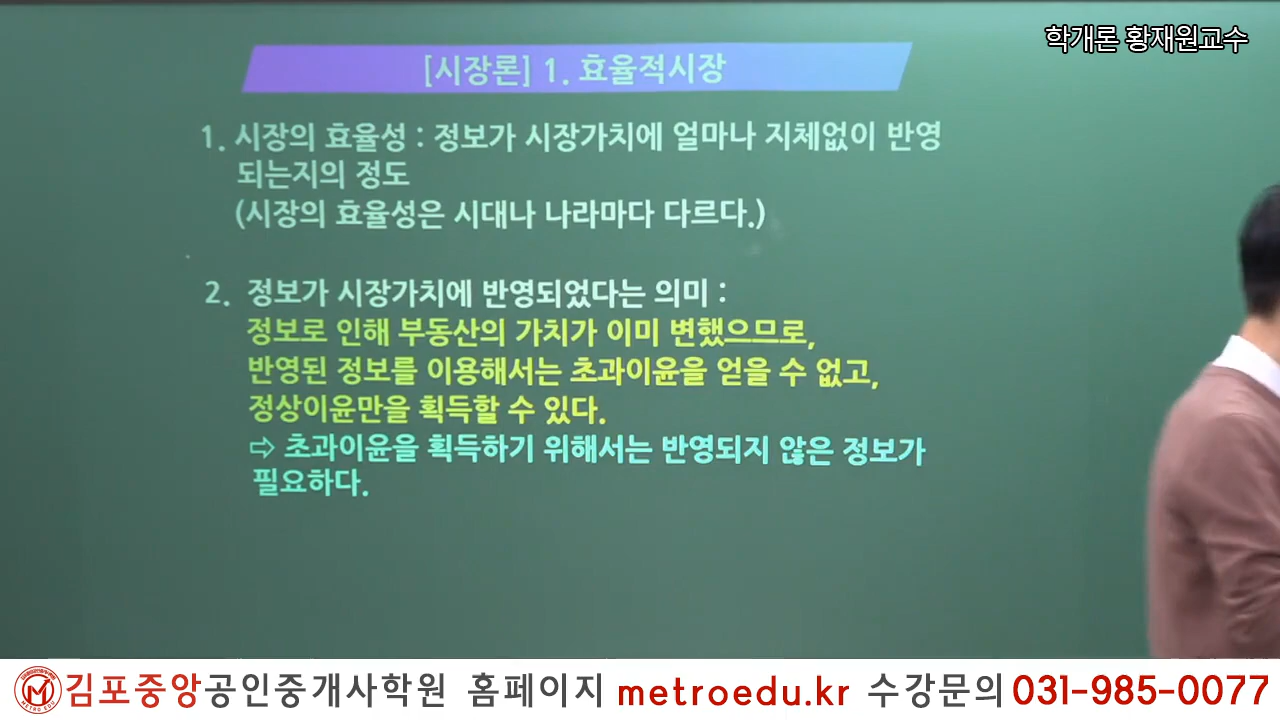 학개론 황재원교수
[시장론] 1. 효율적시장
1. 시장의 효율성 : 정보가 시장가치에 얼마나 지체없이 반영
되는지의 정도
(시장의 효율성은 시대나 나라마다 다르다.)
2. 정보가 시장가치에 반영되었다는 의미 :
정보로 인해 부동산의 가치가 이미 변했으므로,
반영된 정보를 이용해서는 초과이윤을 얻을 수 없고,
정상이윤만을 획득할 수 있다.
⇨ 초과이윤을 획득하기 위해서는 반영되지 않은 정보가
필요하다.
METRO EDU 김포중앙공인중개사학원 홈페이지 metroedu.kr 수강문의 031-985-0077